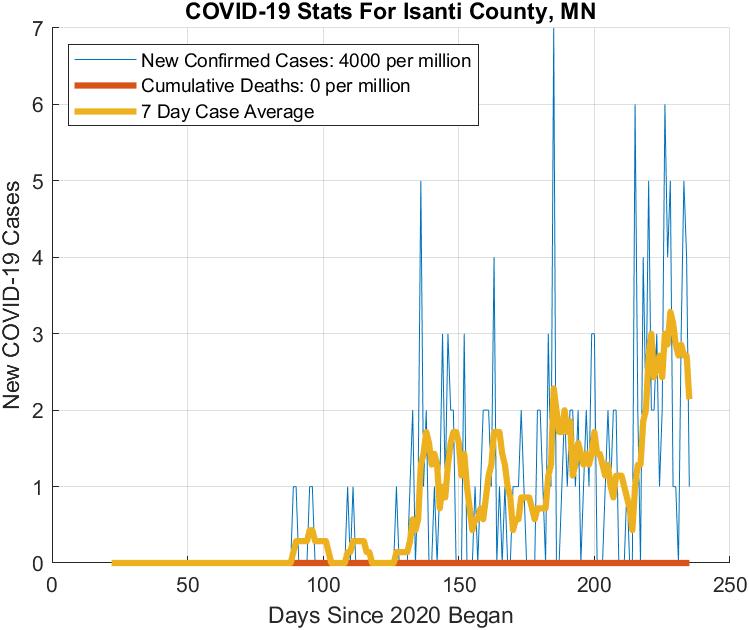 COVID-19 Stats For Isanti County, MN
New Confirmed Cases: 4000 per million
Cumulative Deaths: 0 per million
7 Day Case Average
New COVID-19 Cases
7
6
5
4
3
2
1
0
0 50 100 150 200 250
Days Since 2020 Began